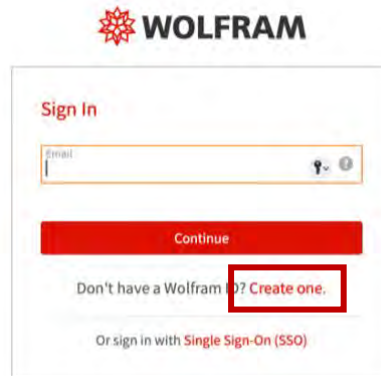 WOLFRAM
Sign In
Email
Continue
Don't have a Wolfram ID? Create one.
Or sign in with Single Sign-On (SSO)